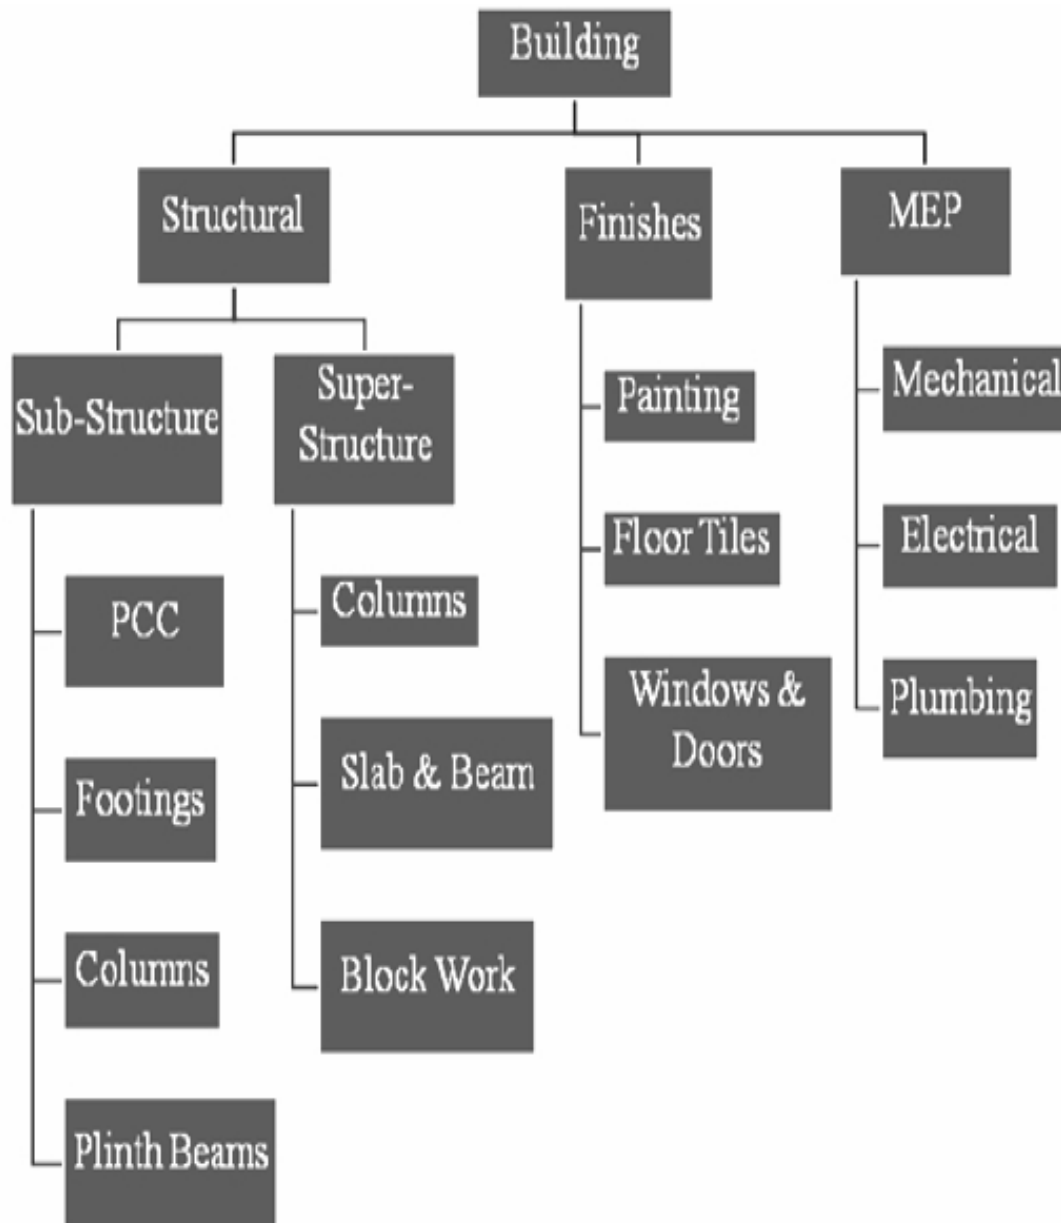 Building
Structural
Finishes
MEP
Sub-Structure
Super-
Structure
Painting
Mechanical
Floor Tiles
Electrical
PCC
Columns
Windows &
Doors
Plumbing
Footings
Slab & Beam
Columns
Block Work
Plinth Beams